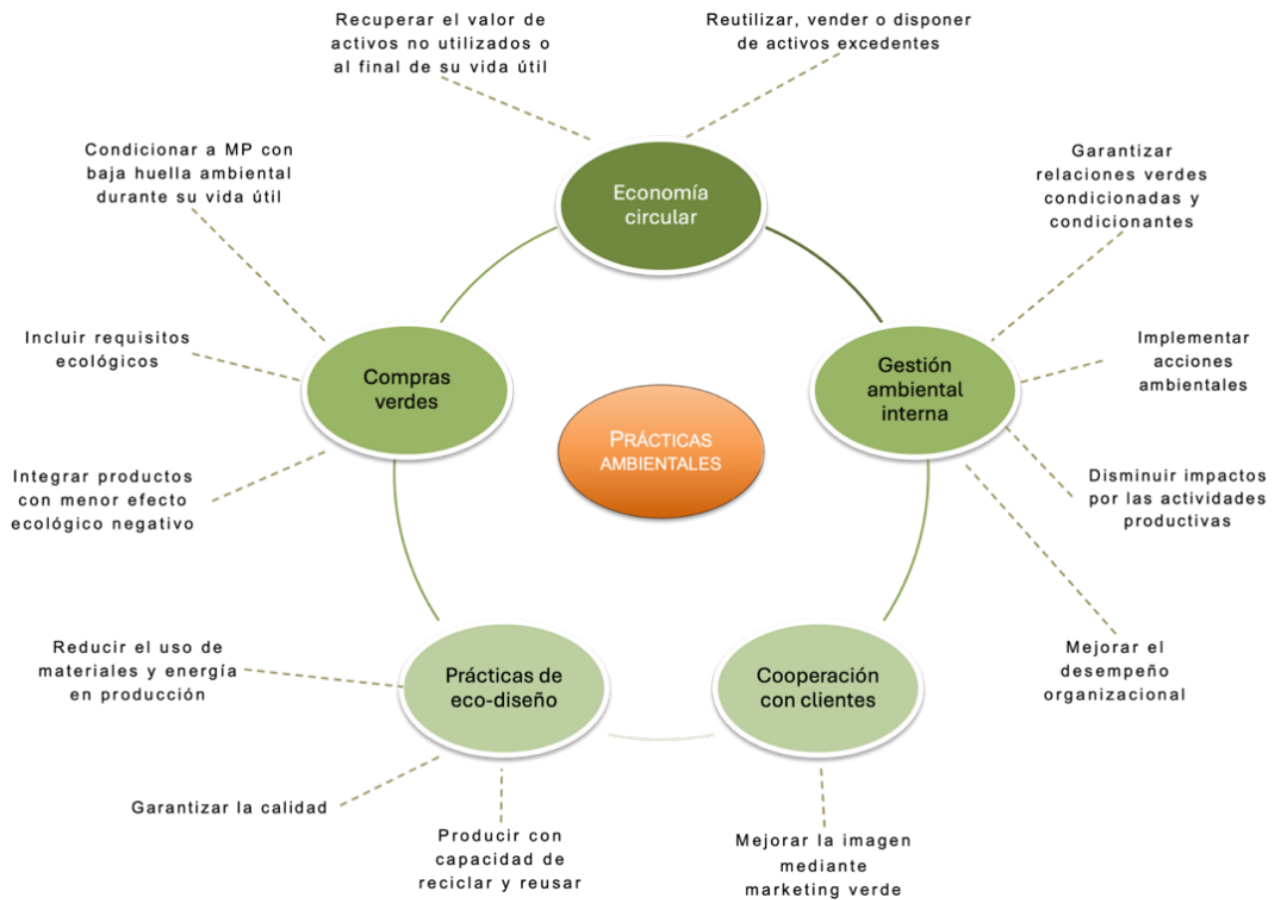 Recuperar el valor de
activos no utilizados o
al final de su vida útil
Reutilizar, vender o disponer
de activos excedentes
Economía
circular
Condicionar a MP con
baja huella ambiental
durante su vida útil
Incluir requisitos
ecológicos
Integrar productos
con menor efecto
ecológico negativo
Compras
verdes
Garantizar
relaciones verdes
condicionadas y
condicionantes
Implementar
acciones
ambientales
Disminuir impactos
por las actividades
productivas
Mejorar el
desempeño
organizacional
Gestión
ambiental
interna
PRÁCTICAS
AMBIENTALES
Reducir el uso de
materiales y energía
en producción
Garantizar la calidad
Producir con
capacidad de
reciclar y reusar
Prácticas de
eco-diseño
Cooperación
con clientes
Mejorar la imagen
mediante
marketing verde